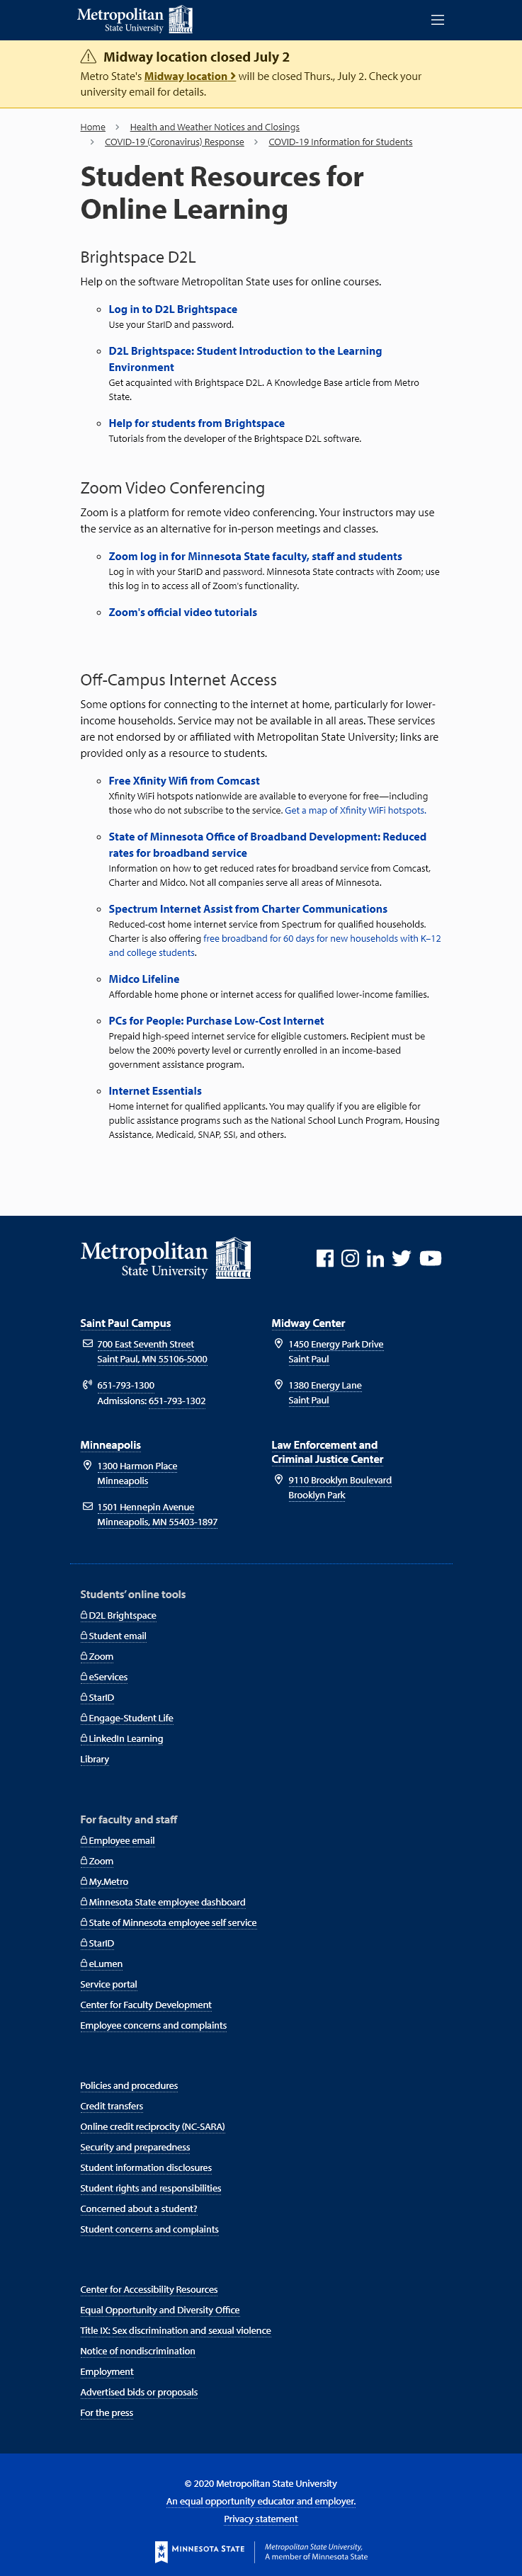 Metropolitan
State University
Midway location closed July 2
Metro State's Midway location will be closed Thurs., July 2. Check your
university email for details.
Home
Health and Weather Notices and Closings
COVID-19 (Coronavirus) Response
COVID-19 Information for Students
Student Resources for
Online Learning
Brightspace D2L
Help on the software Metropolitan State uses for online courses.
Log in to D2L Brightspace
Use your StarID and password.
D2L Brightspace: Student Introduction to the Learning
Environment
Get acquainted with Brightspace D2L. A Knowledge Base article from Metro
State.
Help for students from Brightspace
Tutorials from the developer of the Brightspace D2L software.
Zoom Video Conferencing
Zoom is a platform for remote video conferencing. Your instructors may use
the service as an alternative for in-person meetings and classes.
Zoom log in for Minnesota State faculty, staff and students
Log in with your StarID and password. Minnesota State contracts with Zoom; use
this log in to access all of Zoom's functionality.
Zoom's official video tutorials
Off-Campus Internet Access
Some options for connecting to the internet at home, particularly for lower-
income households. Service may not be available in all areas. These services
are not endorsed by or affiliated with Metropolitan State University; links are
provided only as a resource to students.
Free Xfinity Wifi from Comcast
Xfinity WiFi hotspots nationwide are available to everyone for free—including
those who do not subscribe to the service. Get a map of Xfinity WiFi hotspots.
State of Minnesota Office of Broadband Development: Reduced
rates for broadband service
Information on how to get reduced rates for broadband service from Comcast,
Charter and Midco. Not all companies serve all areas of Minnesota.
Spectrum Internet Assist from Charter Communications
Reduced-cost home internet service from Spectrum for qualified households.
Charter is also offering free broadband for 60 days for new households with K–12
and college students.
Midco Lifeline
Affordable home phone or internet access for qualified lower-income families.
PCs for People: Purchase Low-Cost Internet
Prepaid high-speed internet service for eligible customers. Recipient must be
below the 200% poverty level or currently enrolled in an income-based
government assistance program.
Internet Essentials
Home internet for qualified applicants. You may qualify if you are eligible for
public assistance programs such as the National School Lunch Program, Housing
Assistance, Medicaid, SNAP, SSI, and others.
Metropolitan
State University
Saint Paul Campus
700 East Seventh Street
Saint Paul, MN 55106-5000
651-793-1300
Admissions: 651-793-1302
Midway Center
1450 Energy Park Drive
Saint Paul
1380 Energy Lane
Saint Paul
Minneapolis
1300 Harmon Place
Minneapolis
1501 Hennepin Avenue
Minneapolis, MN 55403-1897
Law Enforcement and
Criminal Justice Center
9110 Brooklyn Boulevard
Brooklyn Park
Students' online tools
D2L Brightspace
Student email
Zoom
eServices
StarID
Engage-Student Life
LinkedIn Learning
Library
For faculty and staff
Employee email
Zoom
My.Metro
Minnesota State employee dashboard
State of Minnesota employee self service
StarID
eLumen
Service portal
Center for Faculty Development
Employee concerns and complaints
Policies and procedures
Credit transfers
Online credit reciprocity (NC-SARA)
Security and preparedness
Student information disclosures
Student rights and responsibilities
Concerned about a student?
Student concerns and complaints
Center for Accessibility Resources
Equal Opportunity and Diversity Office
Title IX: Sex discrimination and sexual violence
Notice of nondiscrimination
Employment
Advertised bids or proposals
For the press
© 2020 Metropolitan State University
An equal opportunity educator and employer.
Privacy statement
MINNESOTA STATE
Metropolitan State University,
A member of Minnesota State